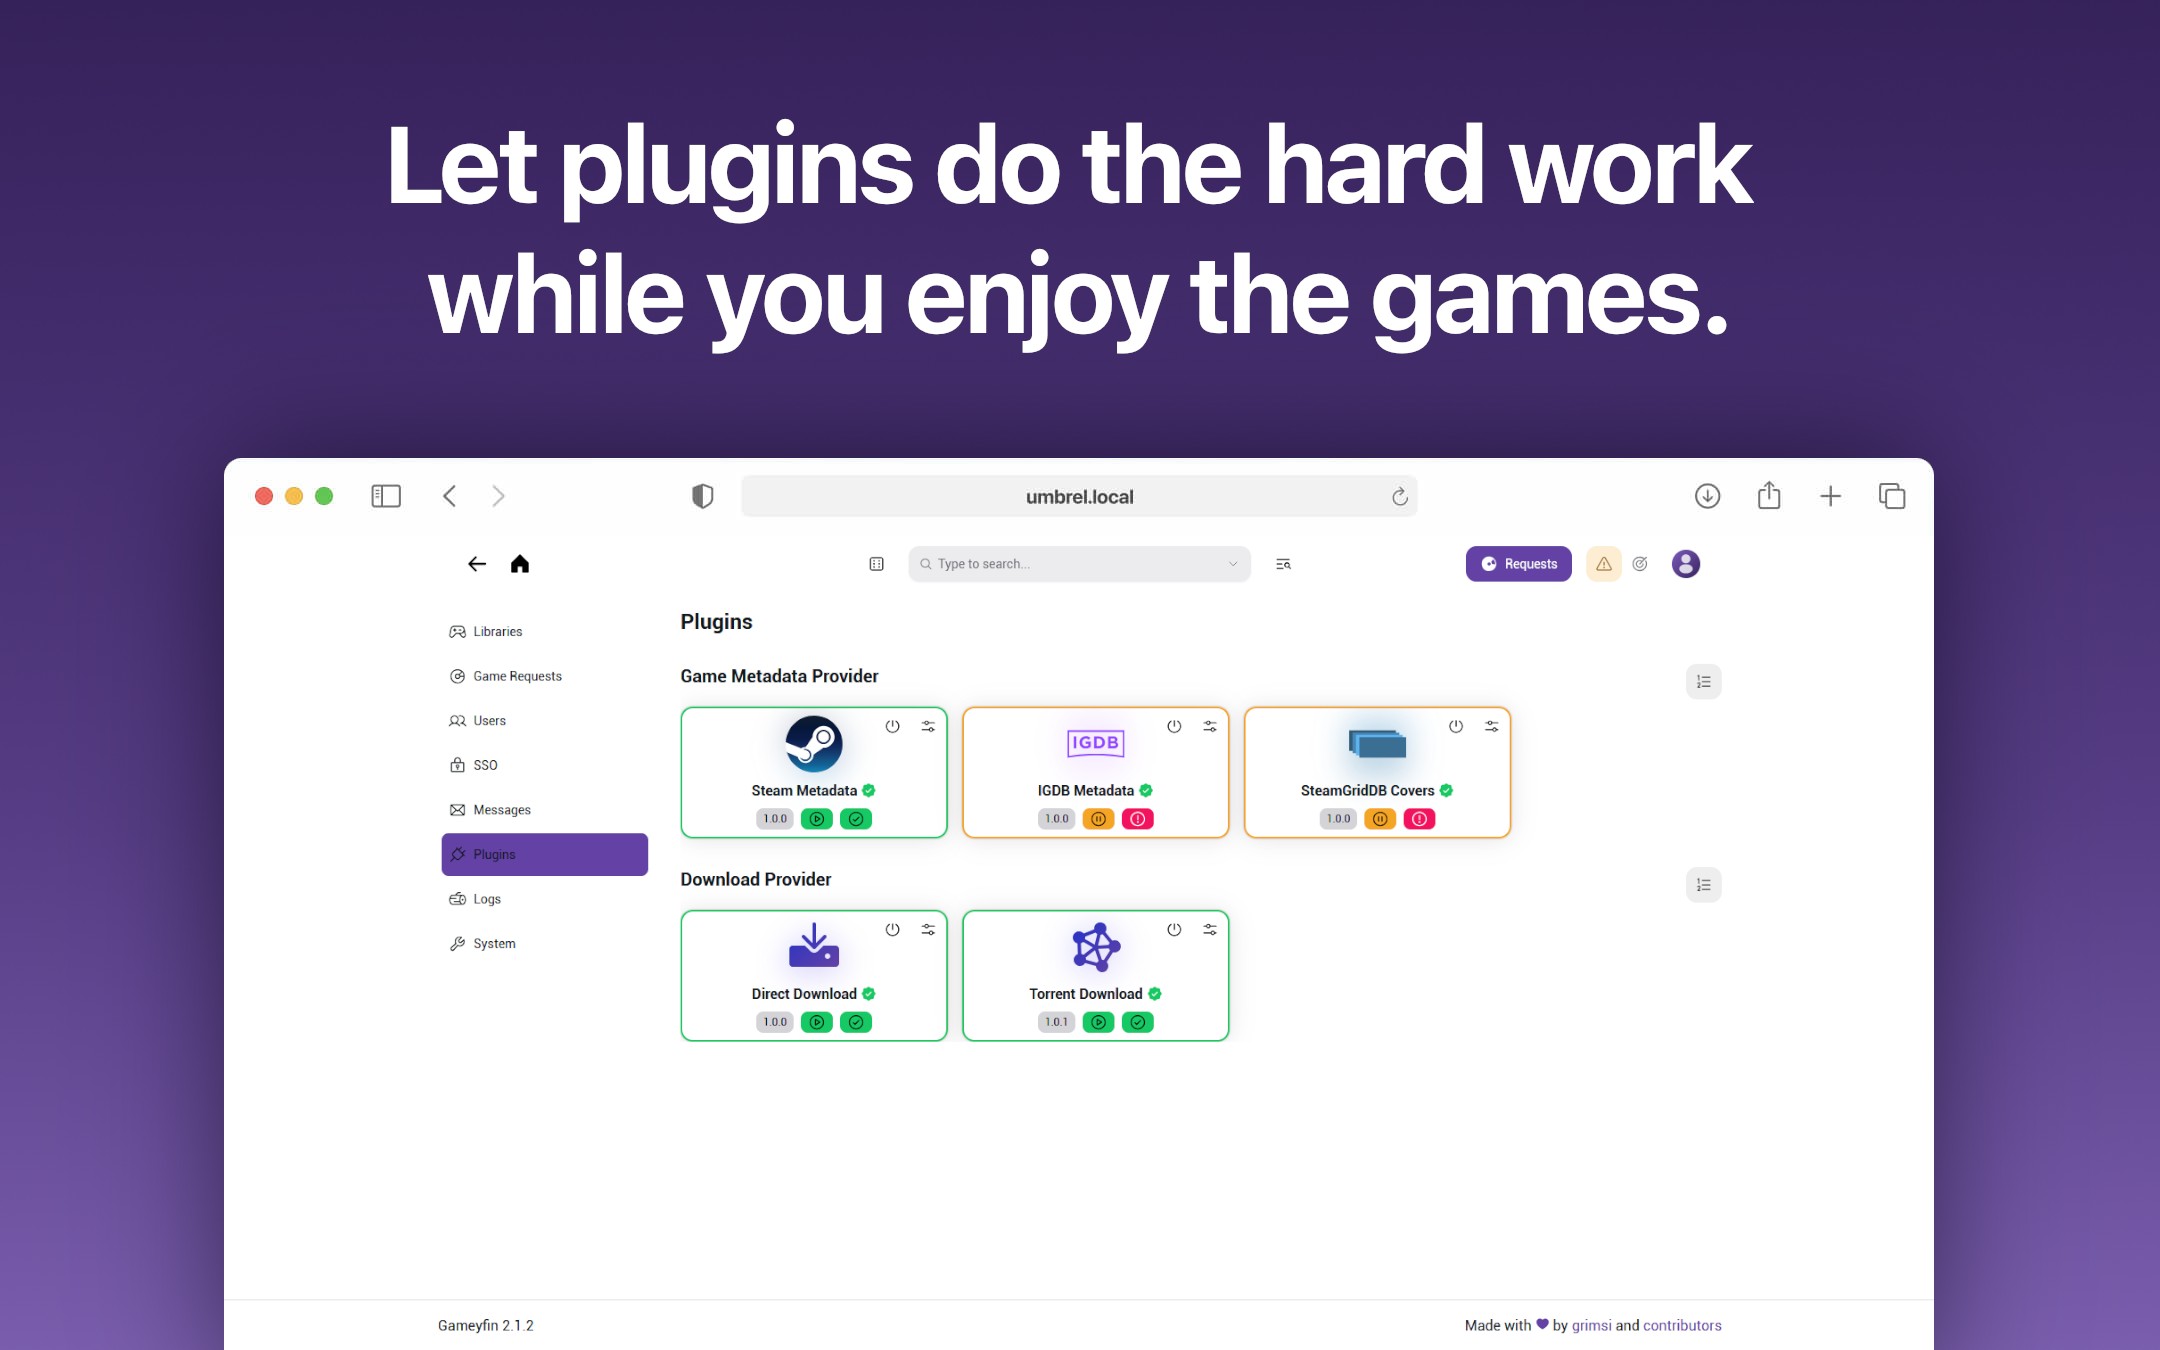 Let plugins do the hard work
while you enjoy the games.
umbrel.local
Type to search...
Requests
Libraries
Game Requests
Users
SSO
Messages
Plugins
Logs
System
Plugins
Game Metadata Provider
Steam Metadata
1.0.0
IGDB
IGDB Metadata
1.0.0
SteamGridDB Covers
1.0.0
Download Provider
Direct Download
1.0.0
Torrent Download
1.0.1
Gameyfin 2.1.2
Made with by grimsi and contributors